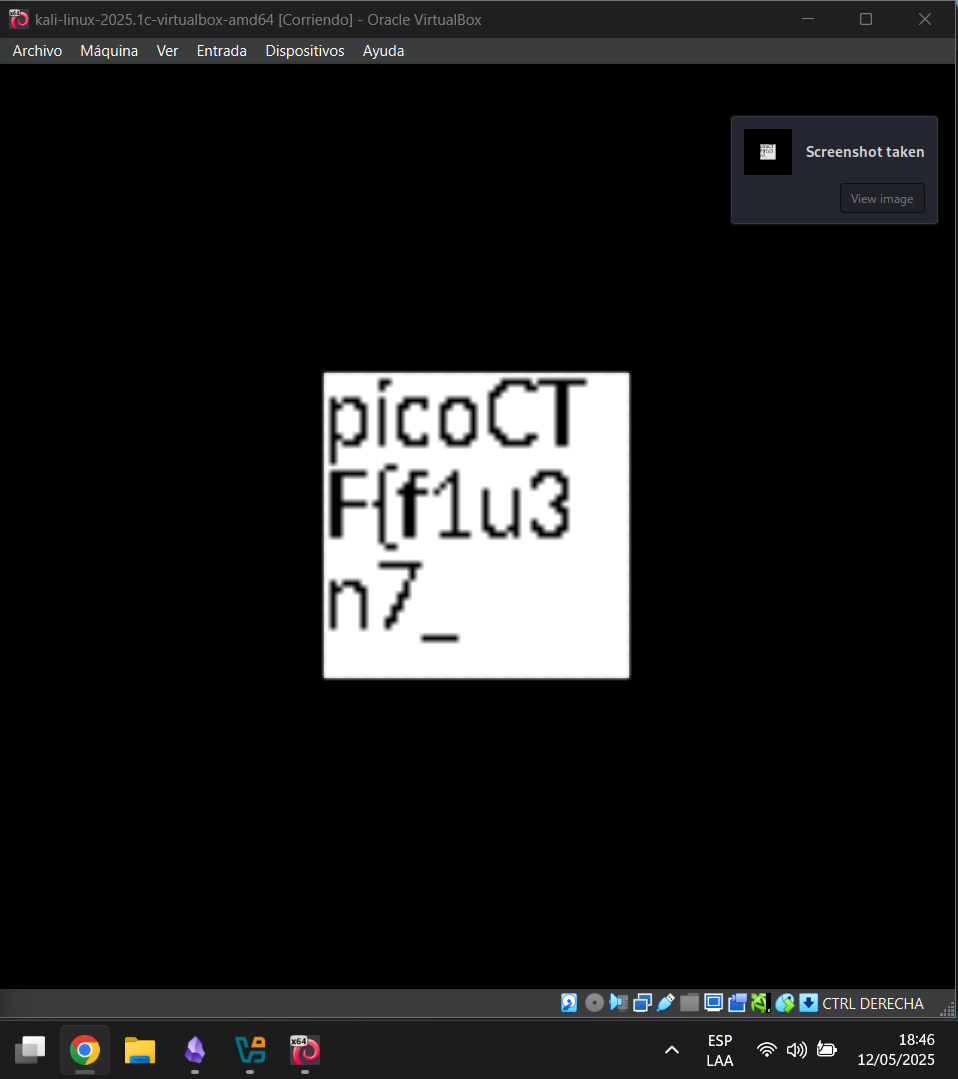 kali-linux-2025.1c-virtualbox-amd64 [Corriendo] - Oracle VirtualBox
Archivo Máquina Ver Entrada Dispositivos Ayuda
Screenshot taken
View image
picoCT
F{f1u3
n7_
CTRL DERECHA
x64
ESP
LAA
18:46
12/05/2025